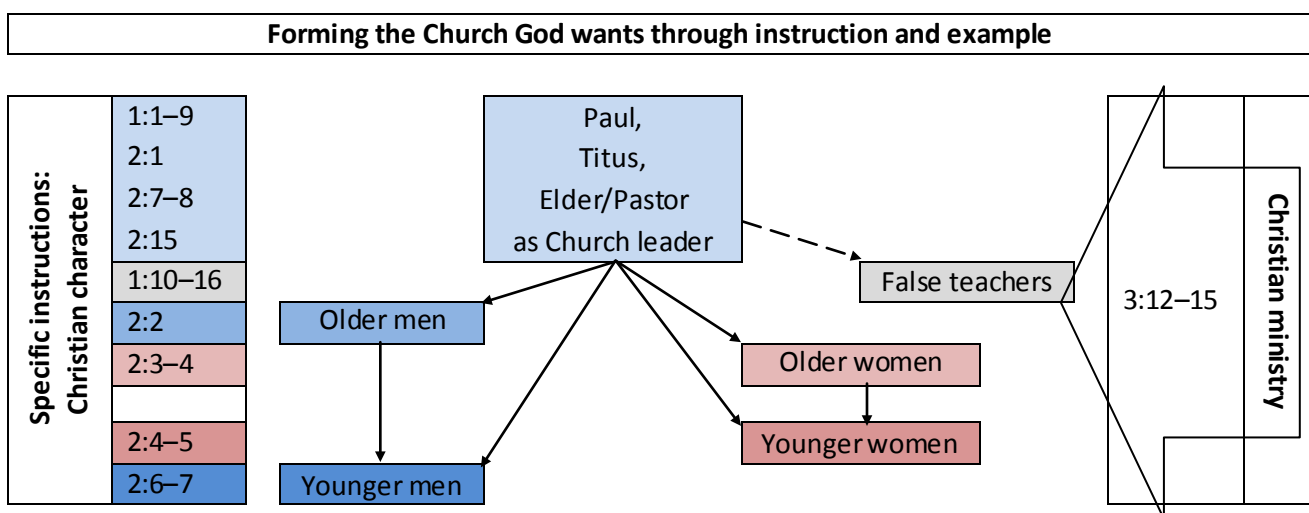 Forming the Church God wants through instruction and example
Specific instructions:
Christian character
1:1–9
2:1
2:7–8
2:15
1:10–16
2:2
2:3–4
2:4–5
2:6–7
Paul,
Titus,
Elder/Pastor
as Church leader
False teachers
Older men
Older women
Younger women
Younger men
3:12–15
Christian ministry